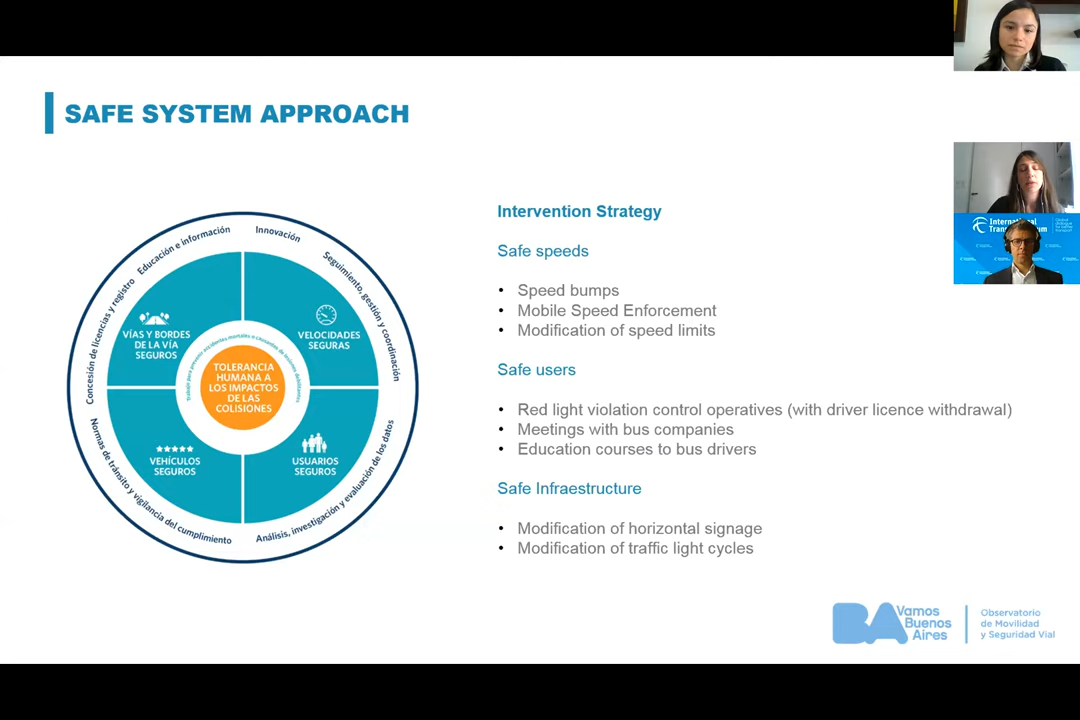 SAFE SYSTEM APPROACH
Educación e información
Innovación
Seguimiento, gestión y coordinación
Concesión de licencias y registro
Normas de tránsito y vigilancia del cumplimiento
Análisis, investigación y evaluación de los datos
VÍAS Y BORDES
DE LA VÍA
SEGUROS
VELOCIDADES
SEGURAS
TOLERANCIA
HUMANA A
LOS IMPACTOS
DE LAS
COLISIONES
VEHÍCULOS
SEGUROS
USUARIOS
SEGUROS
Intervention Strategy
Safe speeds
• Speed bumps
• Mobile Speed Enforcement
• Modification of speed limits
Safe users
• Red light violation control operatives (with driver licence withdrawal)
• Meetings with bus companies
• Education courses to bus drivers
Safe Infraestructure
• Modification of horizontal signage
• Modification of traffic light cycles
International
BA
Vamos
Buenos
Aires
Observatorio
de Movilidad
y Seguridad Vial